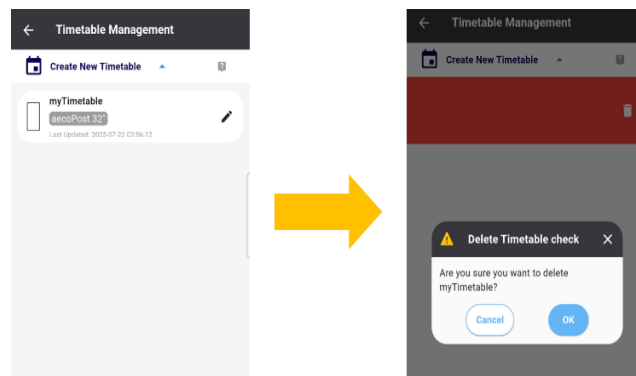 Timetable Management
Create New Timetable
myTimetable
aecoPost 32"
Last Updated: 2025-07-22 03:56:12
Timetable Management
Create New Timetable
Delete Timetable check
Are you sure you want to delete
myTimetable?
Cancel
OK